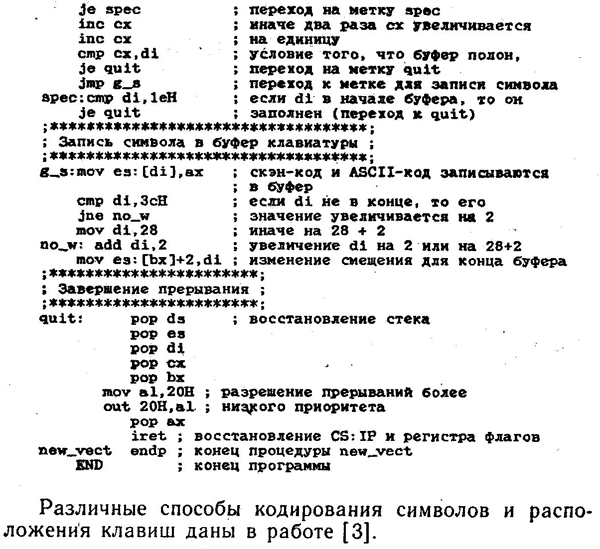 je spec ; переход на метку spec
inc cx ; иначе два раза cx увеличивается
inc cx ; на единицу
cmp cx,di ; условие того, что буфер полон,
je quit ; переход на метку quit
jmp g_s ; переход к метке для записи символа
spec:cmp di,1eH ; если di в начале буфера, то он
je quit ; заполнен (переход к quit)
;***********************************;
; Запись символа в буфер клавиатуры ;
;***********************************;
g_s:mov es:[di],ax ; скэн-код и ASCII-код записываются
; в буфер
cmp di,3cH ; если di не в конце, то его
jne no_w ; значение увеличивается на 2
mov di,28 ; иначе на 28 + 2
no_w: add di,2 ; увеличение di на 2 или на 28+2
mov es:[bx]+2,di ; изменение смещения для конца буфера
;***********************;
; Завершение прерывания ;
;***********************;
quit: pop ds ; восстановление стека
pop es
pop di
pop cx
pop bx
mov al,20H ; разрешение прерываний более
out 20H,al ; низкого приоритета
pop ax
iret ; восстановление CS:IP и регистра флагов
new_vect endp ; конец процедуры new_vect
END ; конец программы
Различные способы кодирования символов и распо-
ложения клавиш даны в работе [3].